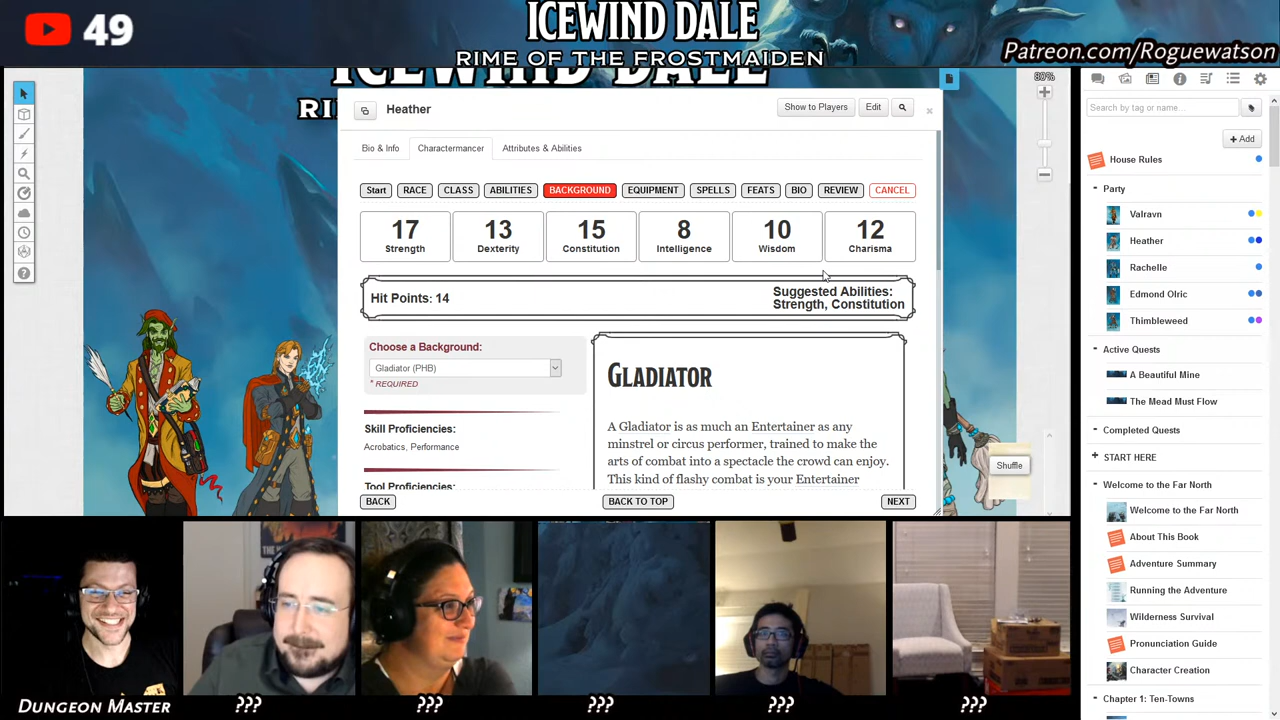 49
ICEWIND DALE
RIME OF THE FROSTMAIDEN
Patreon.com/Roguewatson
80%
Heather
Show to Players
Edit
Bio & Info
Charactermancer
Attributes & Abilities
Start
RACE
CLASS
ABILITIES
BACKGROUND
EQUIPMENT
SPELLS
FEATS
BIO
REVIEW
CANCEL
17
Strength
13
Dexterity
15
Constitution
8
Intelligence
10
Wisdom
12
Charisma
Hit Points: 14
Suggested Abilities:
Strength, Constitution
Choose a Background:
Gladiator (PHB)
* REQUIRED
Skill Proficiencies:
Acrobatics, Performance
Tool Proficiencies:
GLADIATOR
A Gladiator is as much an Entertainer as any
minstrel or circus performer, trained to make the
arts of combat into a spectacle the crowd can enjoy.
This kind of flashy combat is your Entertainer
BACK
BACK TO TOP
NEXT
Shuffle
Search by tag or name...
+ Add
House Rules
Party
Valravn
Heather
Rachelle
Edmond Olric
Thimbleweed
Active Quests
A Beautiful Mine
The Mead Must Flow
Completed Quests
START HERE
Welcome to the Far North
Welcome to the Far North
About This Book
Adventure Summary
Running the Adventure
Wilderness Survival
Pronunciation Guide
Character Creation
Chapter 1: Ten-Towns
DUNGEON MASTER
???
???
???
???
???